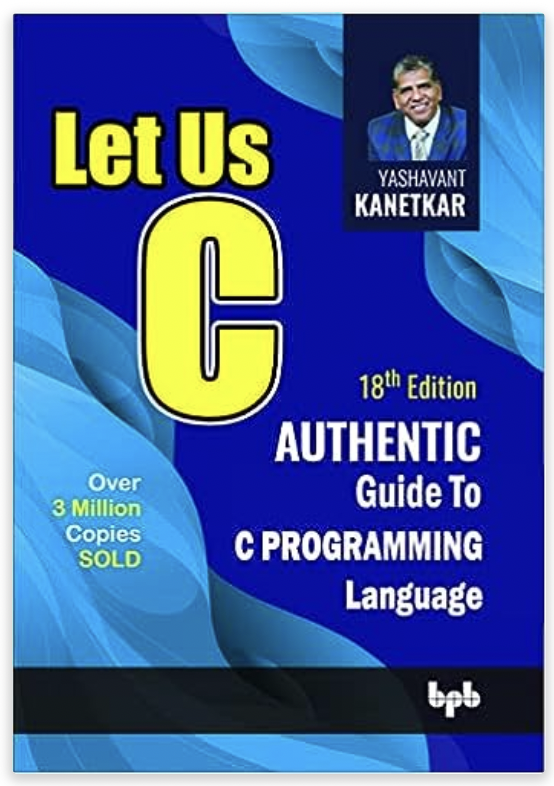 Let Us
C
YASHAVANT
KANETKAR
18th Edition
AUTHENTIC
Guide To
C PROGRAMMING
Language
Over
3 Million
Copies
SOLD
bpb